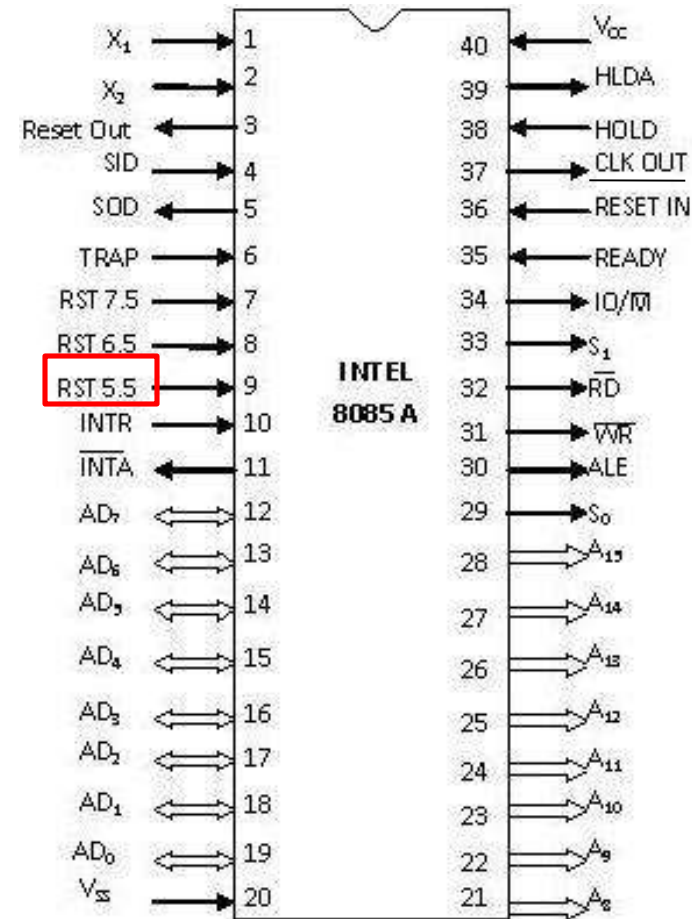 X₁ 1 40 Vcc
X₂ 2 39 HLDA
Reset Out 3 38 HOLD
SID 4 37 CLK OUT
SOD 5 36 RESET IN
TRAP 6 35 READY
RST 7.5 7 34 IO/M̅
RST 6.5 8 33 S₁
RST 5.5 9 32 R̅D̅
INTR 10 31 W̅R̅
I̅N̅T̅A 11 30 ALE
AD₇ 12 29 S₀
AD₆ 13 28 A₁₅
AD₅ 14 27 A₁₄
AD₄ 15 26 A₁₃
AD₃ 16 25 A₁₂
AD₂ 17 24 A₁₁
AD₁ 18 23 A₁₀
AD₀ 19 22 A₉
Vss 20 21 A₈
INTEL
8085 A